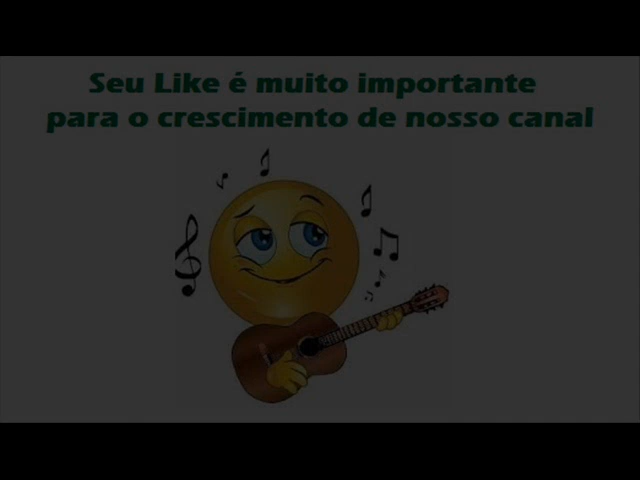 Seu Like é muito importante
para o crescimento de nosso canal